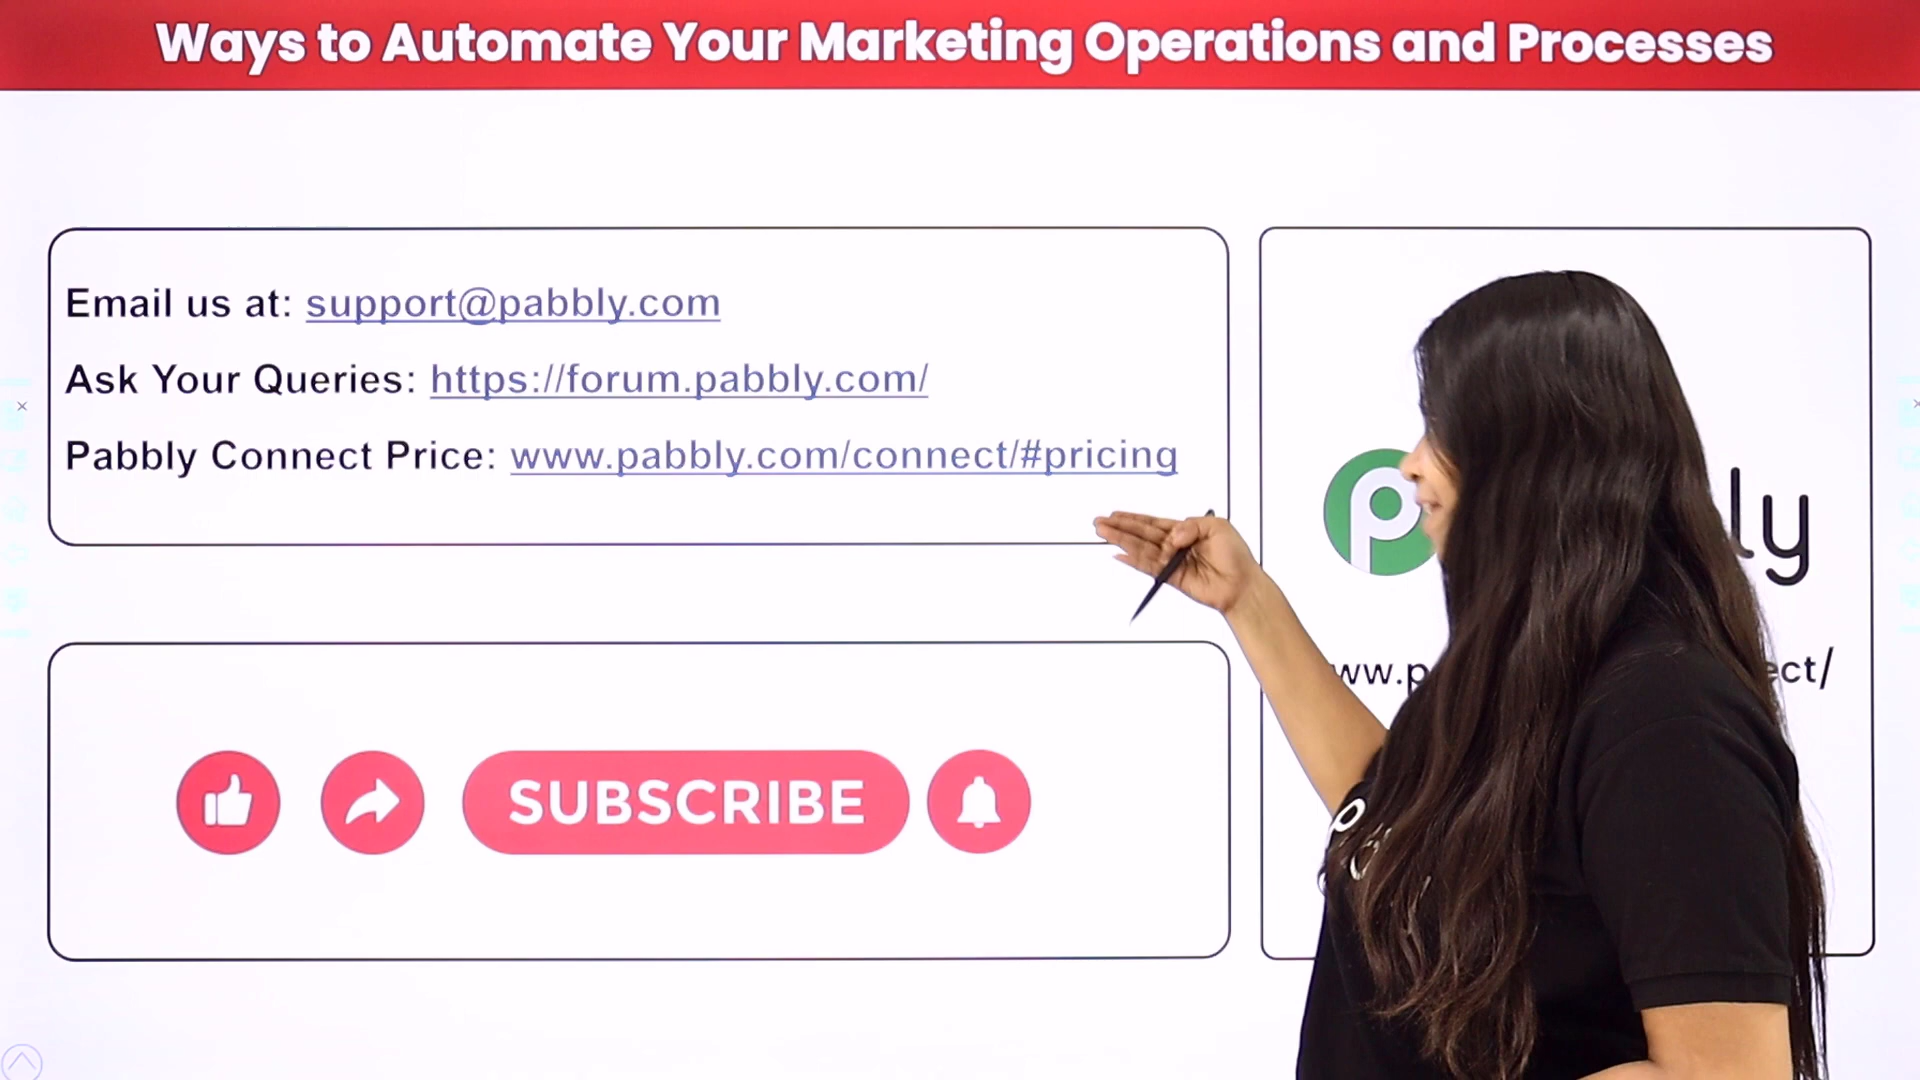 Ways to Automate Your Marketing Operations and Processes
Email us at: support@pabbly.com
Ask Your Queries: https://forum.pabbly.com/
Pabbly Connect Price: www.pabbly.com/connect/#pricing
SUBSCRIBE